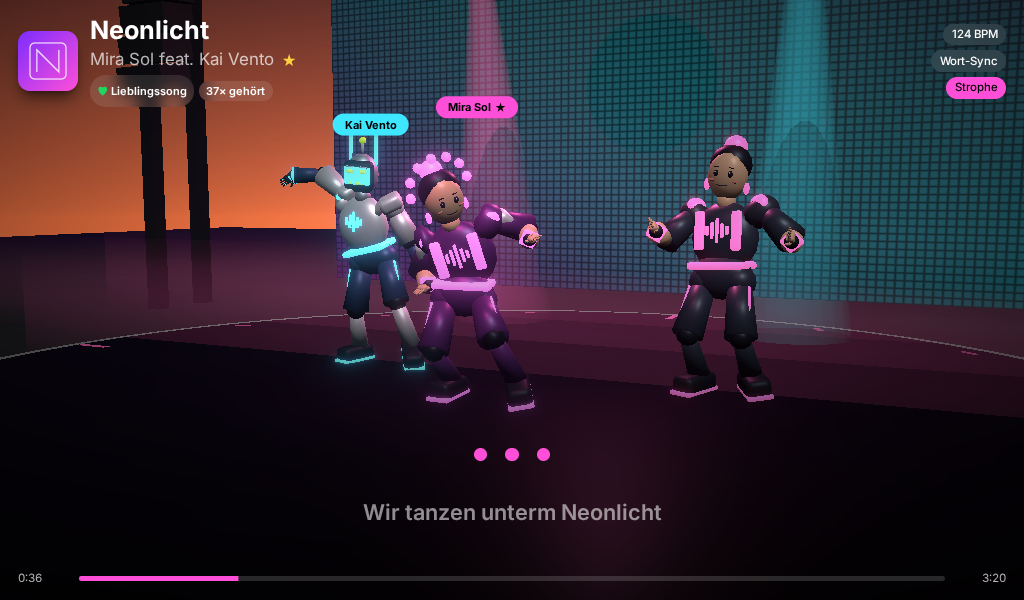 Neonlicht
Mira Sol feat. Kai Vento ★
Lieblingssong
37× gehört
124 BPM
Wort-Sync
Strophe
N
Mira Sol ★
Kai Vento
Wir tanzen unterm Neonlicht
0:36
3:20